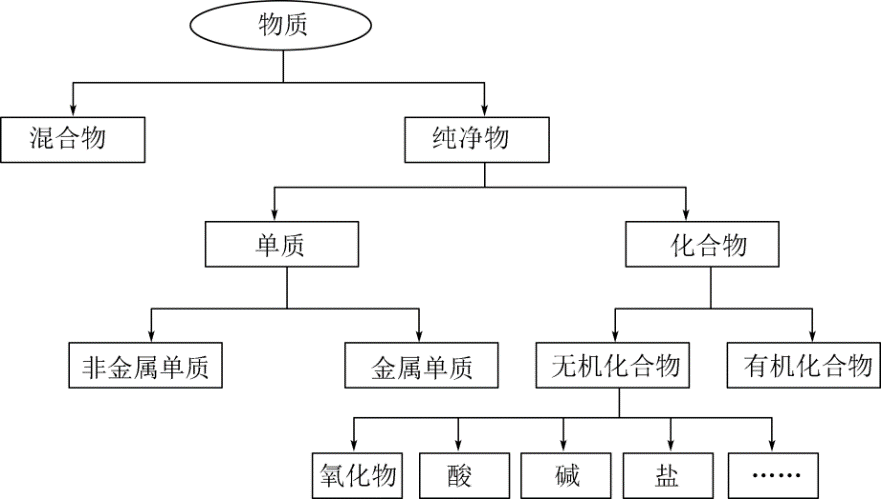 物质
混合物
纯净物
单质
化合物
非金属单质
金属单质
无机化合物
有机化合物
氧化物
酸
碱
盐
……